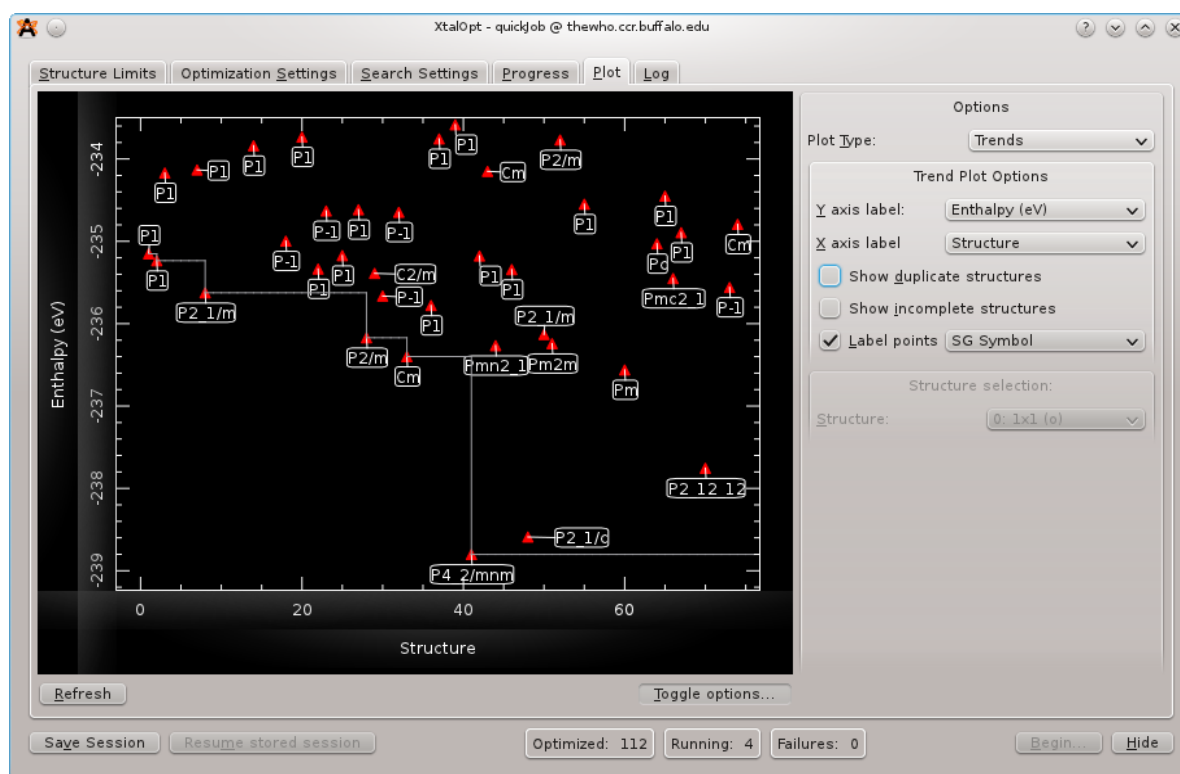 XtalOpt - quickJob @ thewho.ccr.buffalo.edu
Structure Limits
Optimization Settings
Search Settings
Progress
Plot
Log
Enthalpy (eV)
-234
-235
-236
-237
-238
-239
P1
P1
P1
P1
P1
P1
Cm
P2/m
P1
P1
P-1
P1
P-1
P1
P1
Cm
P1
P-1
P1
P1
C2/m
P1
P1
Pc
P1
P2_1/m
P-1
P1
P2_1/m
Pmc2_1
P-1
P2/m
Cm
Pmn2_1
Pm2m
Pm
P2_12_12
P2_1/c
P4_2/mnm
0
20
40
60
Structure
Options
Plot Type: Trends
Trend Plot Options
Y axis label: Enthalpy (eV)
X axis label Structure
Show duplicate structures
Show incomplete structures
Label points SG Symbol
Structure selection:
Structure: 0: 1x1 (o)
Refresh
Toggle options...
Save Session
Resume stored session
Optimized: 112
Running: 4
Failures: 0
Begin...
Hide